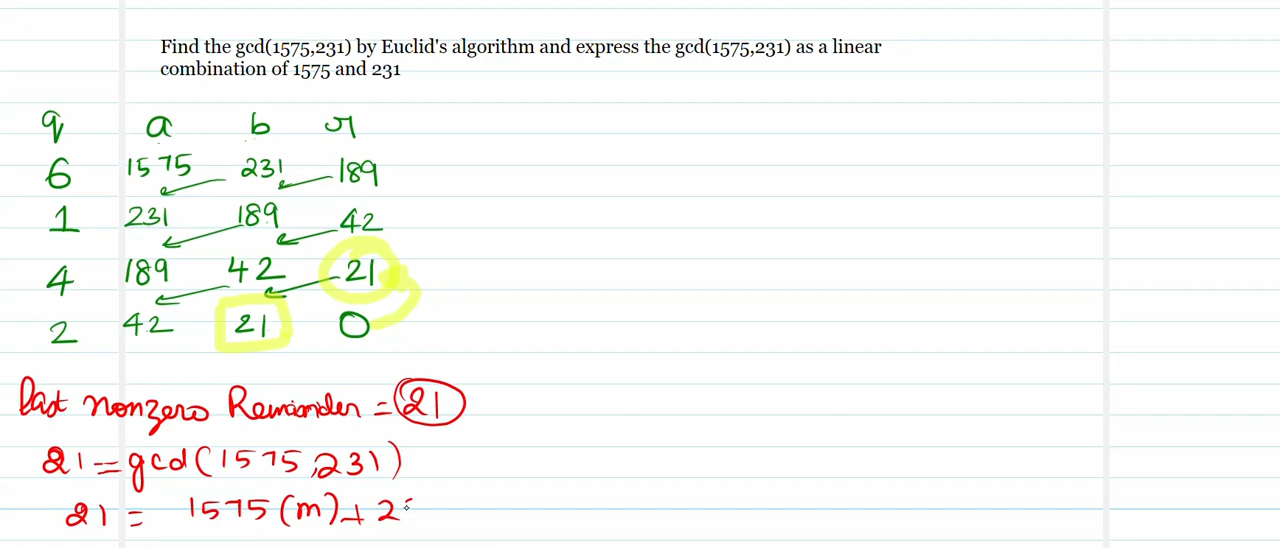 Find the gcd(1575,231) by Euclid's algorithm and express the gcd(1575,231) as a linear
combination of 1575 and 231
q a b r
6 1575 231 189
1 231 189 42
4 189 42 21
2 42 21 0
last nonzero Remainder = 21
21 = gcd(1575,231)
21 = 1575(m) + 2